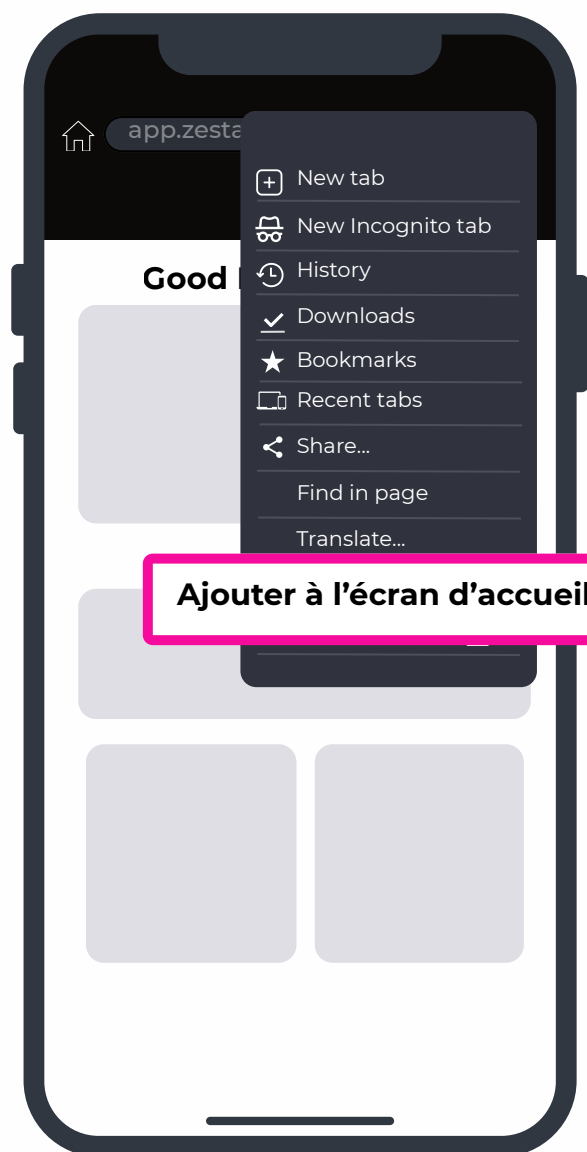 app.zesta
New tab
New Incognito tab
Good
History
Downloads
Bookmarks
Recent tabs
Share...
Find in page
Translate...
Ajouter à l'écran d'accueil